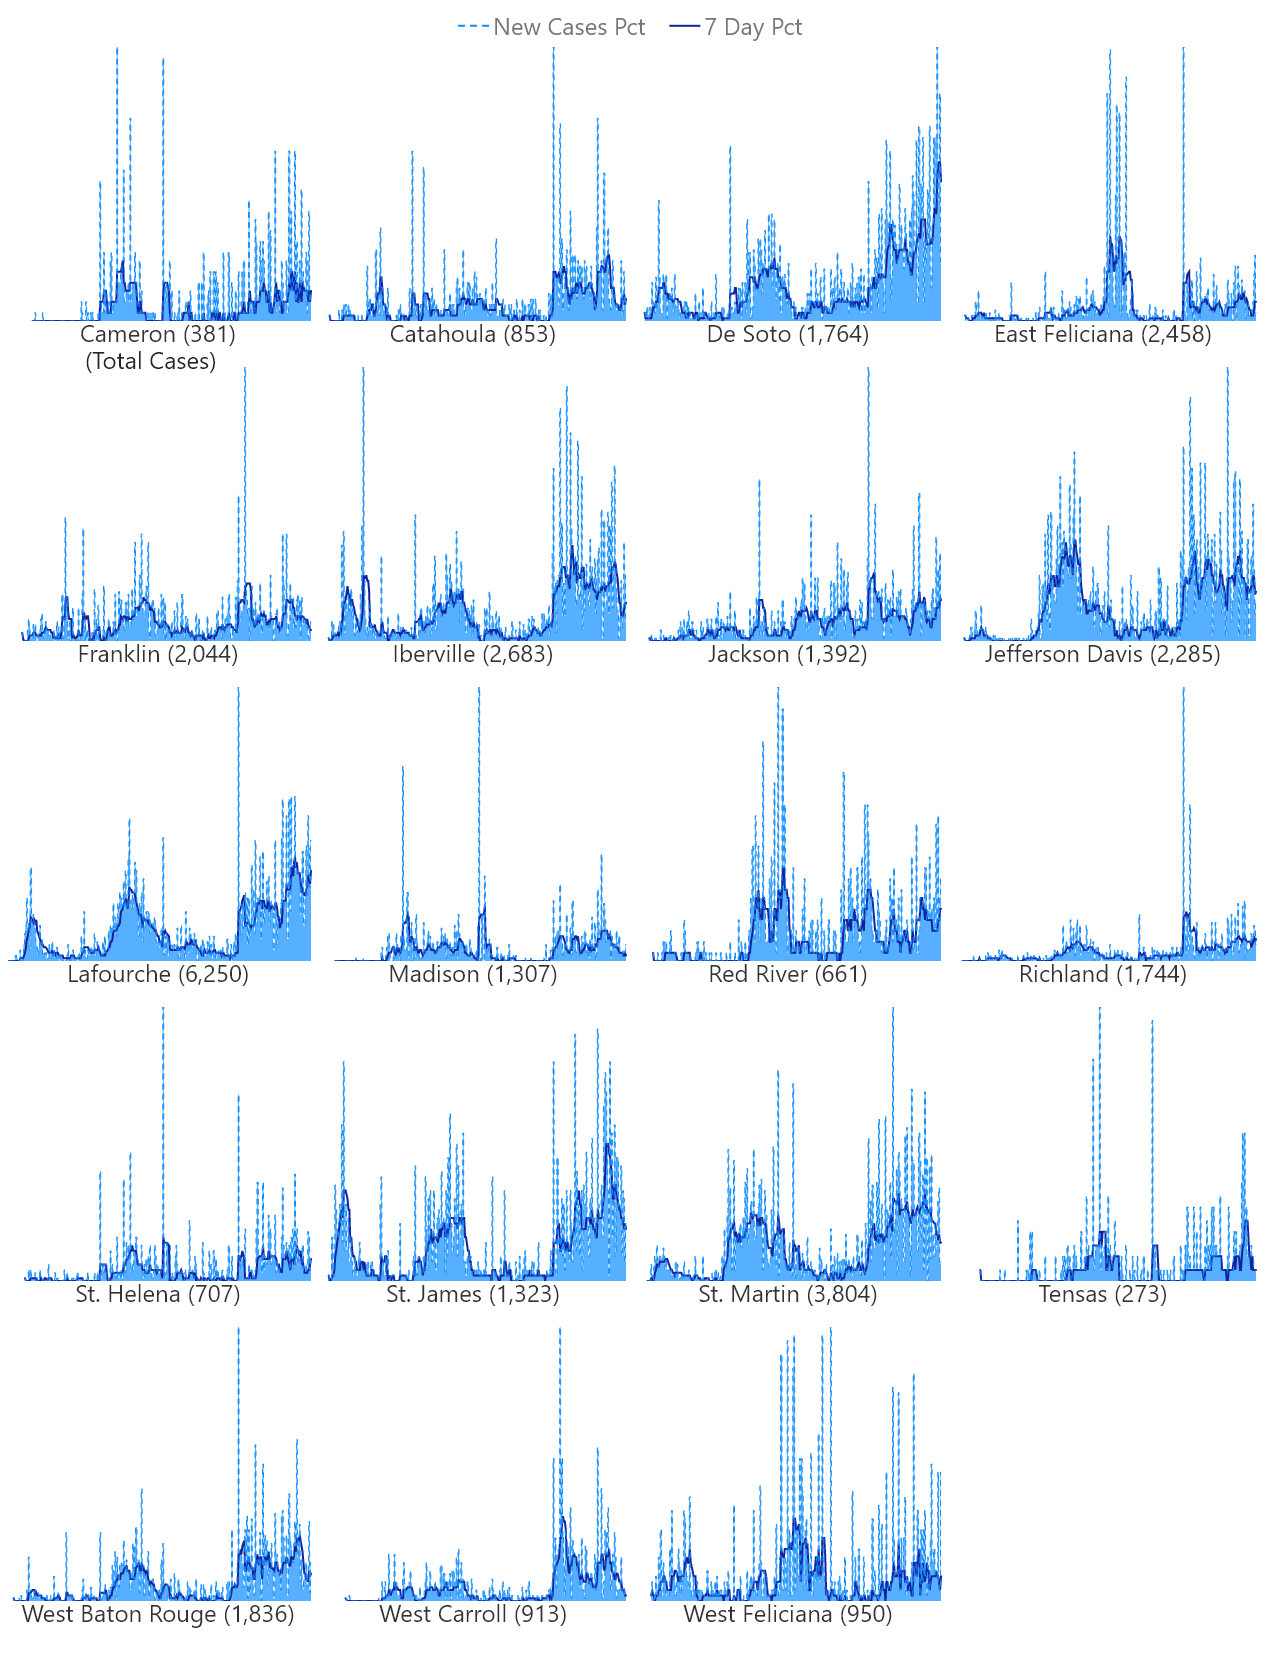 New Cases Pct 7 Day Pct
Cameron (381)
(Total Cases)
Catahoula (853)
De Soto (1,764)
East Feliciana (2,458)
Franklin (2,044)
Iberville (2,683)
Jackson (1,392)
Jefferson Davis (2,285)
Lafourche (6,250)
Madison (1,307)
Red River (661)
Richland (1,744)
St. Helena (707)
St. James (1,323)
St. Martin (3,804)
Tensas (273)
West Baton Rouge (1,836)
West Carroll (913)
West Feliciana (950)